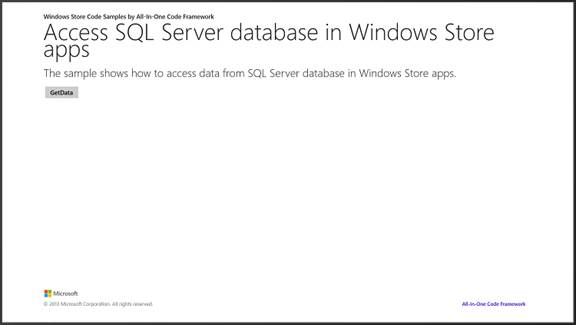 Windows Store Code Samples by All-In-One Code Framework
Access SQL Server database in Windows Store
apps
The sample shows how to access data from SQL Server database in Windows Store apps.
GetData
Microsoft
© 2013 Microsoft Corporation. All rights reserved.
All-In-One Code Framework